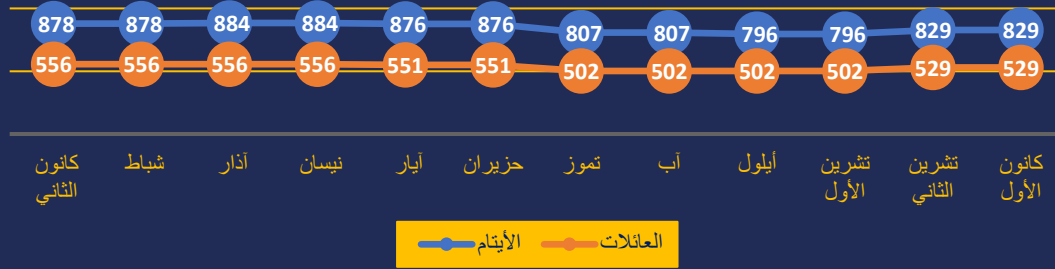 878 878 884 884 876 876 807 807 796 796 829 829
556 556 556 556 551 551 502 502 502 502 529 529
كانون الثاني
شباط
آذار
نيسان
أيار
حزيران
تموز
آب
أيلول
تشرين الأول
تشرين الثاني
كانون الأول
الأيتام
العائلات